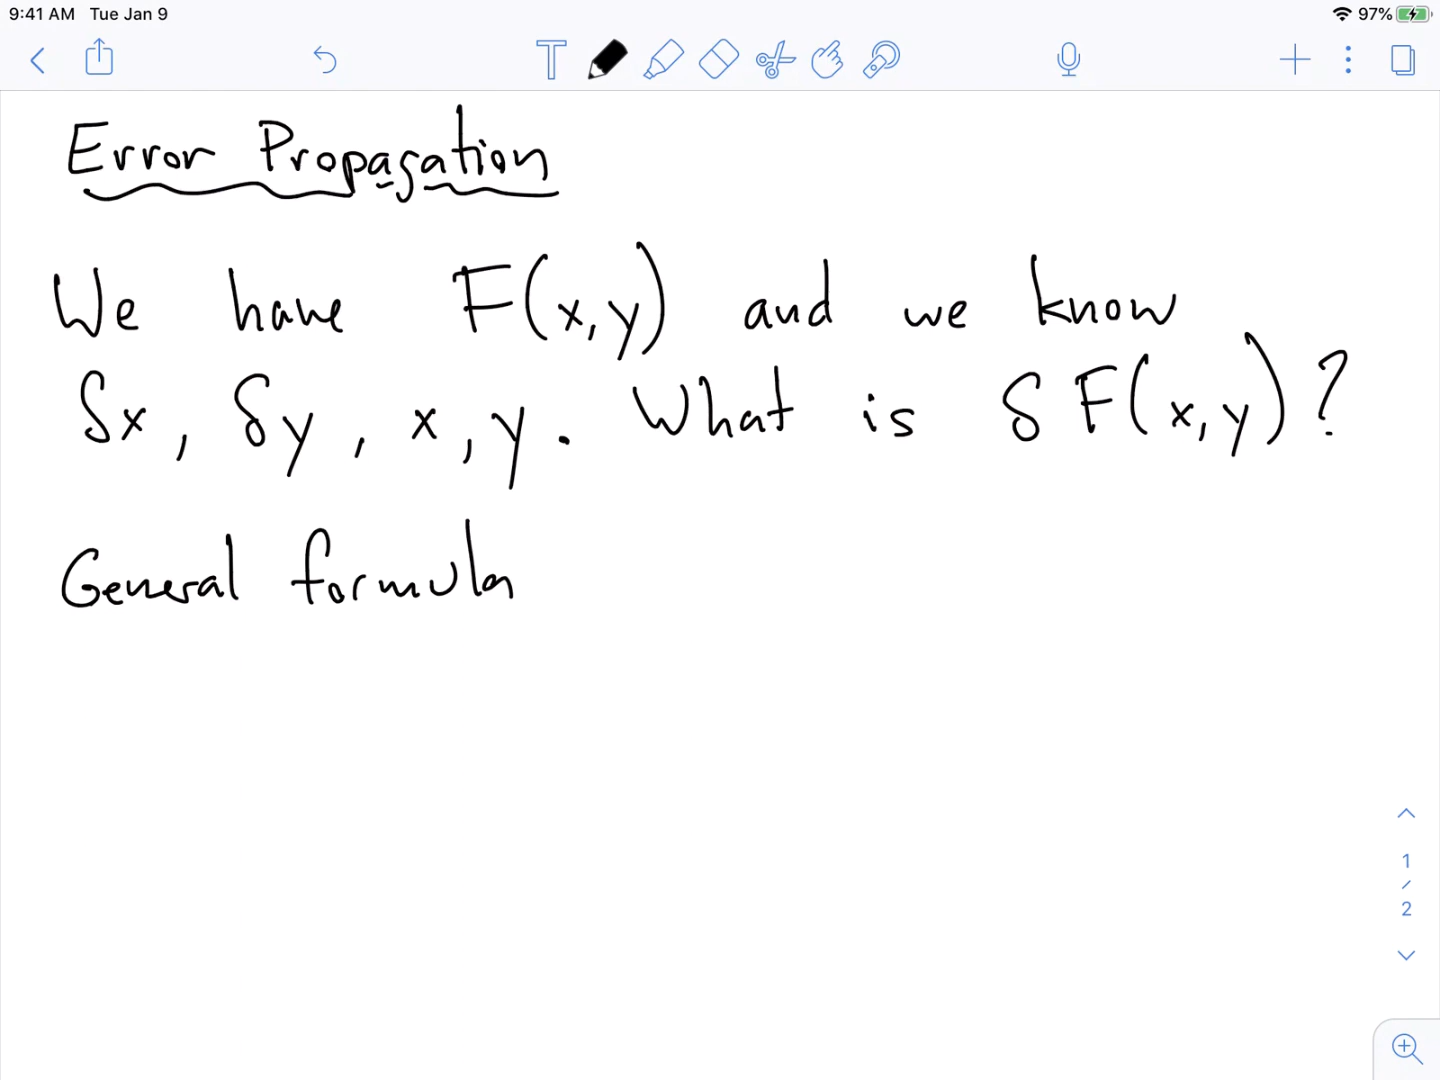 9:41 AM Tue Jan 9
97%
T
Error Propagation
We have F(x,y) and we know
δx, δy, x, y. What is δF(x,y)?
General formula
1
/
2